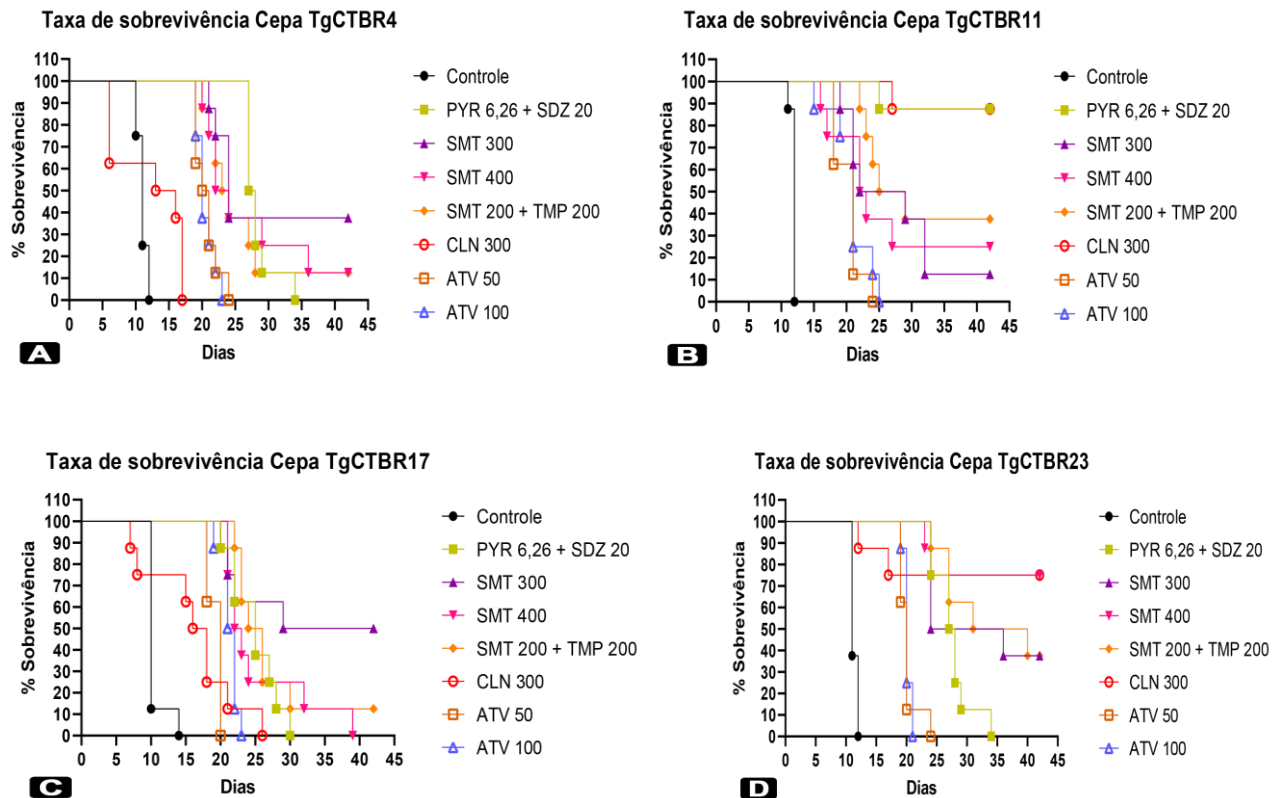 Taxa de sobrevivência Cepa TgCTBR4
% Sobrevivência
110
100
90
80
70
60
50
40
30
20
10
0
0 5 10 15 20 25 30 35 40 45
Dias
Controle
PYR 6,26 + SDZ 20
SMT 300
SMT 400
SMT 200 + TMP 200
CLN 300
ATV 50
ATV 100
A
Taxa de sobrevivência Cepa TgCTBR11
% Sobrevivência
110
100
90
80
70
60
50
40
30
20
10
0
0 5 10 15 20 25 30 35 40 45
Dias
Controle
PYR 6,26 + SDZ 20
SMT 300
SMT 400
SMT 200 + TMP 200
CLN 300
ATV 50
ATV 100
B
Taxa de sobrevivência Cepa TgCTBR17
% Sobrevivência
110
100
90
80
70
60
50
40
30
20
10
0
0 5 10 15 20 25 30 35 40 45
Dias
Controle
PYR 6,26 + SDZ 20
SMT 300
SMT 400
SMT 200 + TMP 200
CLN 300
ATV 50
ATV 100
C
Taxa de sobrevivência Cepa TgCTBR23
% Sobrevivência
110
100
90
80
70
60
50
40
30
20
10
0
0 5 10 15 20 25 30 35 40 45
Dias
Controle
PYR 6,26 + SDZ 20
SMT 300
SMT 400
SMT 200 + TMP 200
CLN 300
ATV 50
ATV 100
D